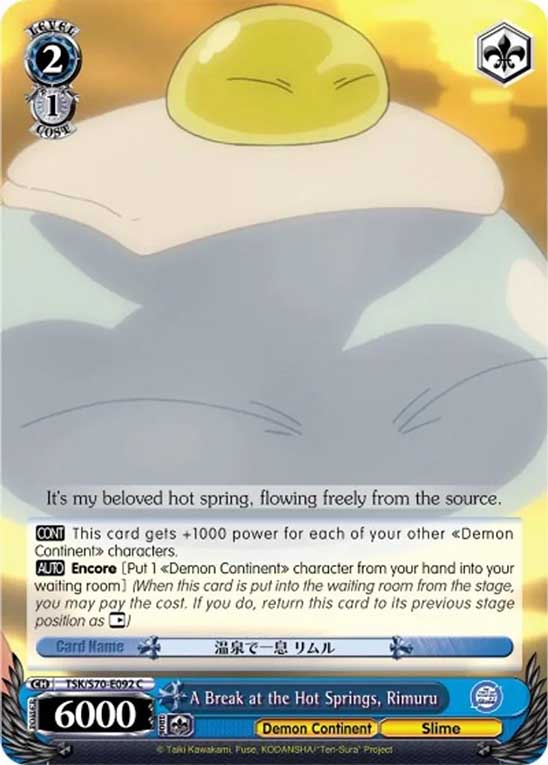 LEVEL
2
1
COST
It's my beloved hot spring, flowing freely from the source.
CONT This card gets +1000 power for each of your other «Demon
Continent» characters.
AUTO Encore [Put 1 «Demon Continent» character from your hand into your
waiting room] (When this card is put into the waiting room from the stage,
you may pay the cost. If you do, return this card to its previous stage
position as )
Card Name 温泉で一息 リムル
CH TSK/S70-E092 C
A Break at the Hot Springs, Rimuru
POWER 6000
Demon Continent Slime
© Taiki Kawakami, Fuse, KODANSHA/"Ten-Sura" Project